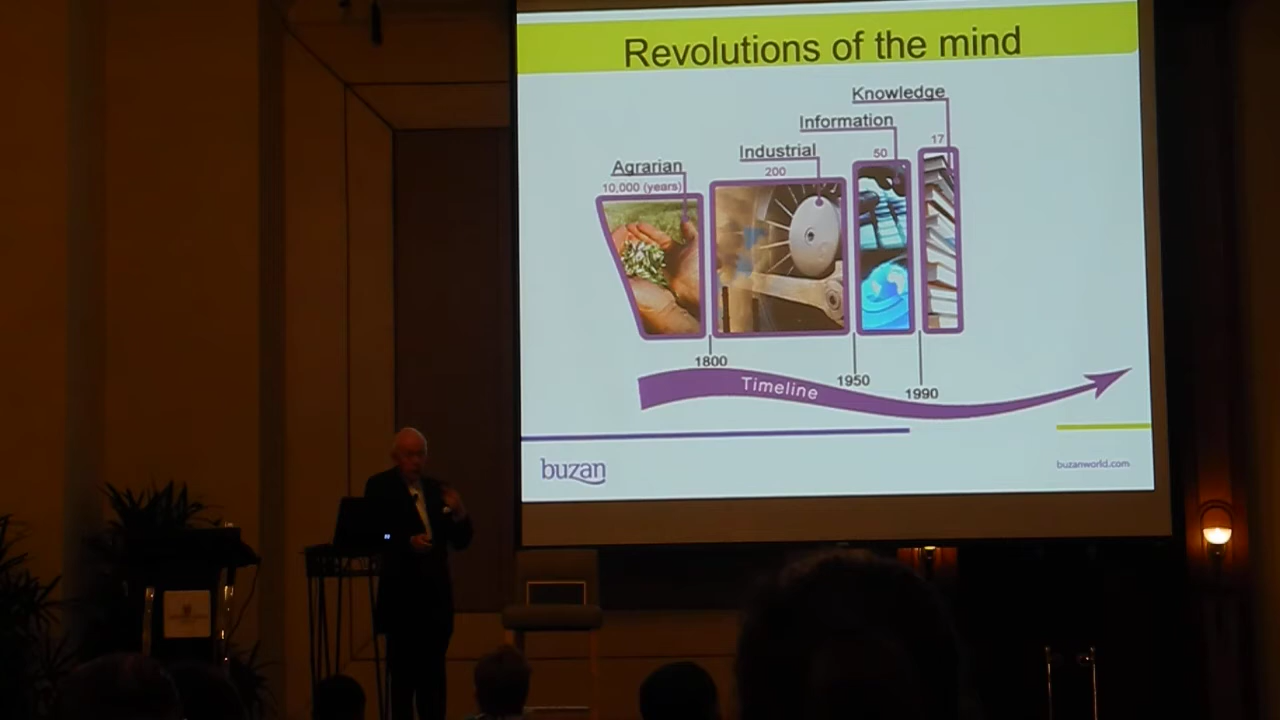 Revolutions of the mind
Knowledge
Information
17
Industrial
50
Agrarian
200
10,000 (years)
1800
Timeline
1950
1990
buzan
buzanworld.com